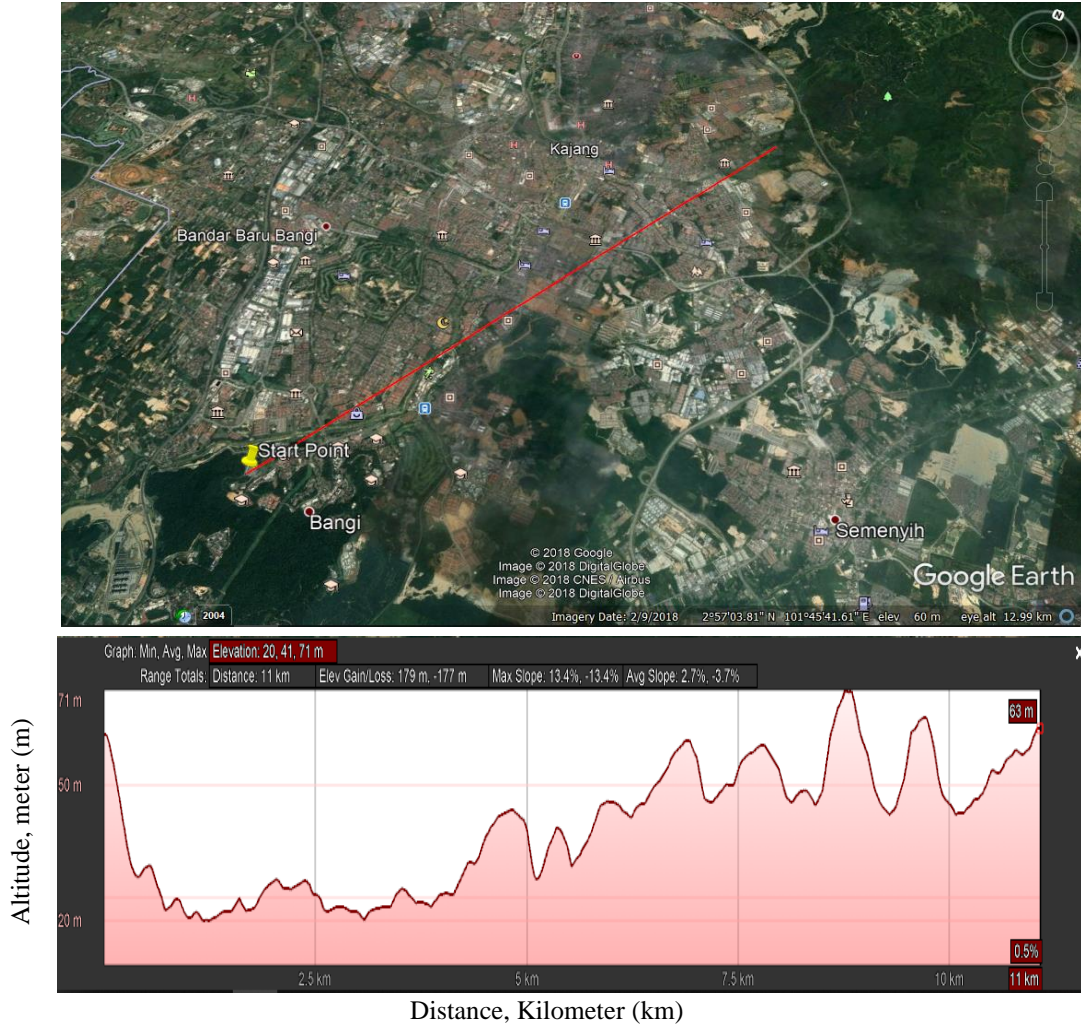 N
Kajang
Bandar Baru Bangi
Start Point
Bangi
Semenyih
© 2018 Google
Image © 2018 DigitalGlobe
Image © 2018 CNES / Airbus
Image © 2018 DigitalGlobe
Google Earth
2004
Imagery Date: 2/9/2018 2°57'03.81" N 101°45'41.61" E elev 60 m eye alt 12.99 km
Graph: Min, Avg, Max Elevation: 20, 41, 71 m
Range Totals: Distance: 11 km Elev Gain/Loss: 179 m, -177 m Max Slope: 13.4%, -13.4% Avg Slope: 2.7%, -3.7%
71 m
63 m
50 m
20 m
0.5%
2.5 km 5 km 7.5 km 10 km 11 km
Altitude, meter (m)
Distance, Kilometer (km)